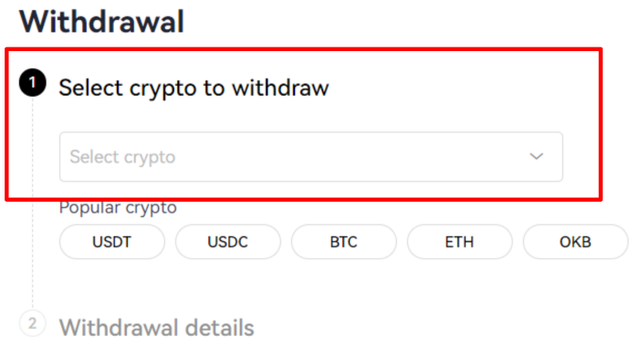 Withdrawal
1 Select crypto to withdraw
Select crypto
Popular crypto
USDT USDC BTC ETH OKB
2 Withdrawal details